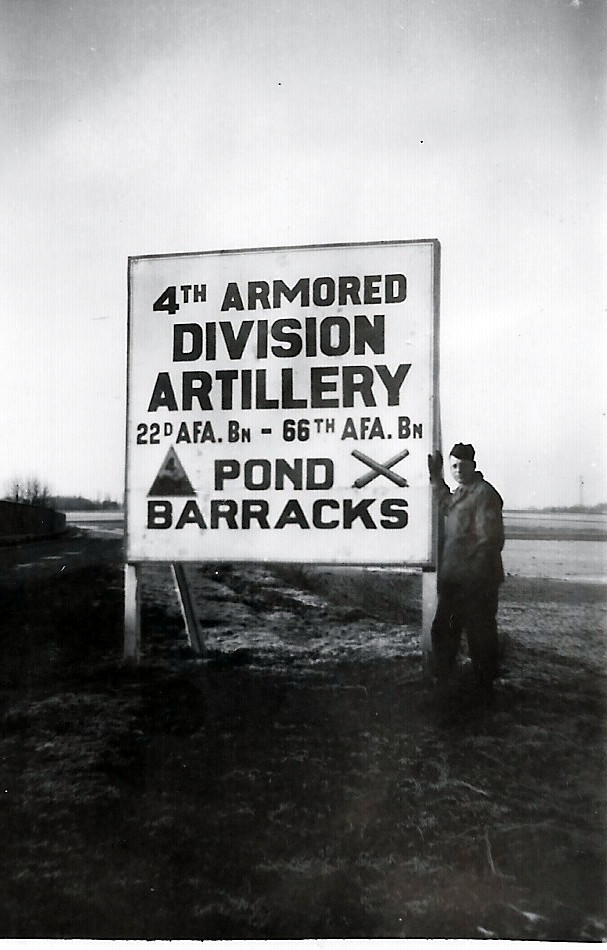 4TH ARMORED
DIVISION
ARTILLERY
22D AFA. BN - 66TH AFA. BN
4 POND
BARRACKS